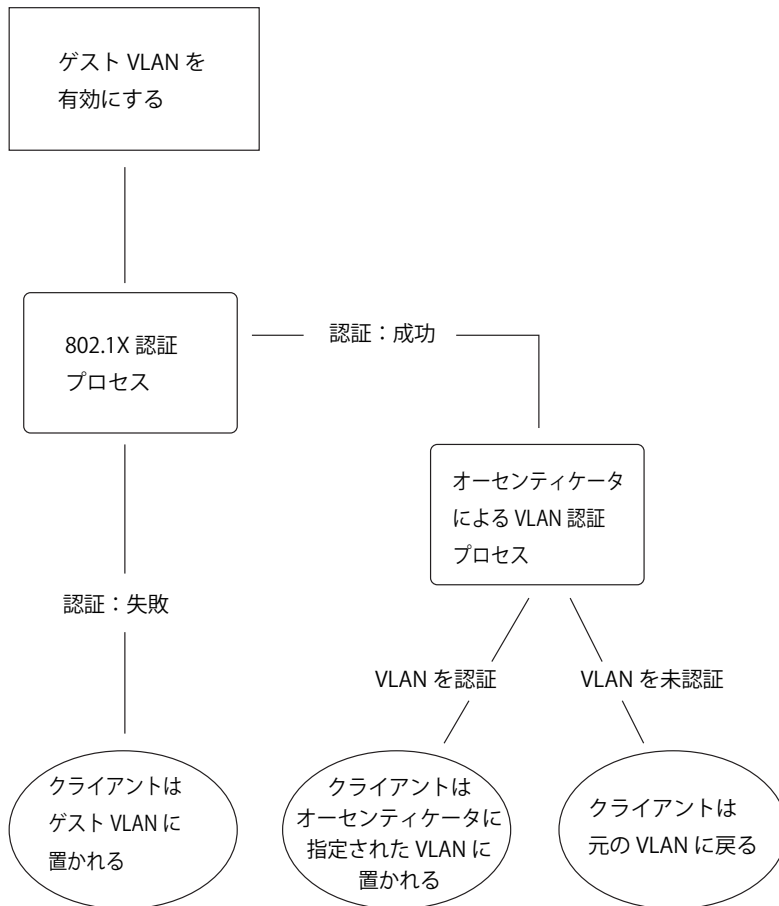 ゲスト VLAN を
有効にする
802.1X 認証
プロセス
認証：成功
オーセンティケータ
による VLAN 認証
プロセス
認証：失敗
VLAN を認証
VLAN を未認証
クライアントは
ゲスト VLAN に
置かれる
クライアントは
オーセンティケータに
指定された VLAN に
置かれる
クライアントは
元の VLAN に戻る